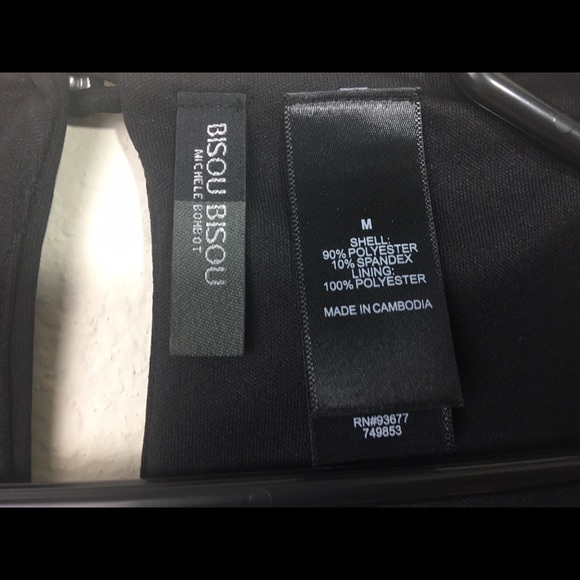 BISOU BISOU
MICHELE BOHBOT
M
SHELL:
90% POLYESTER
10% SPANDEX
LINING:
100% POLYESTER
MADE IN CAMBODIA
RN#93677
749853